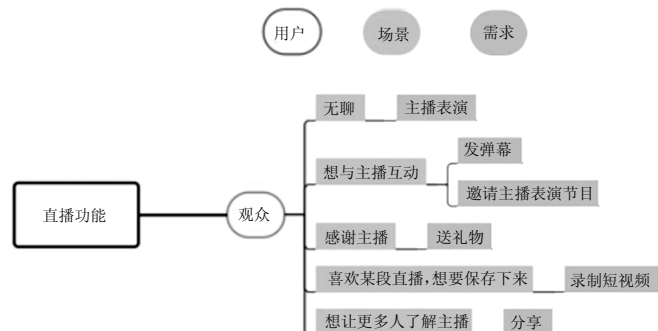 用户
场景
需求
无聊
主播表演
发弹幕
想与主播互动
邀请主播表演节目
直播功能
观众
感谢主播
送礼物
喜欢某段直播,想要保存下来
录制短视频
想让更多人了解主播
分享